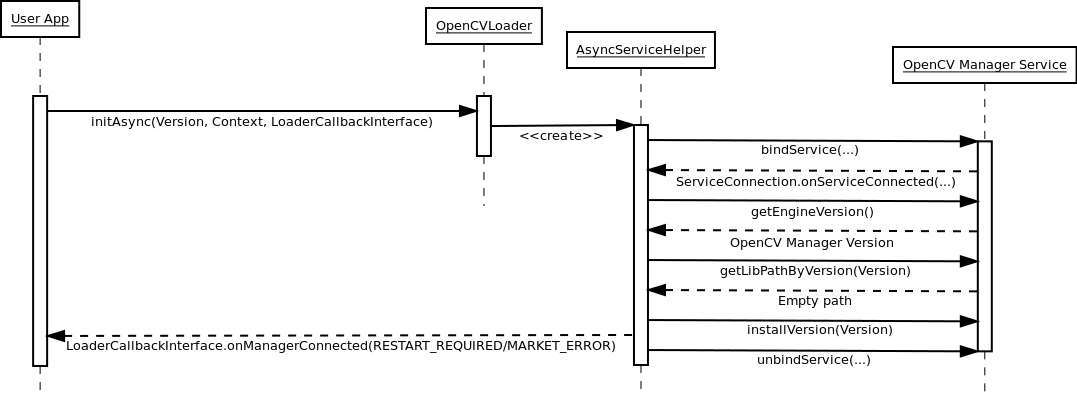 User App
OpenCVLoader
AsyncServiceHelper
OpenCV Manager Service
initAsync(Version, Context, LoaderCallbackInterface)
<<create>>
bindService(...)
ServiceConnection.onServiceConnected(...)
getEngineVersion()
OpenCV Manager Version
getLibPathByVersion(Version)
Empty path
installVersion(Version)
LoaderCallbackInterface.onManagerConnected(RESTART_REQUIRED/MARKET_ERROR)
unbindService(...)